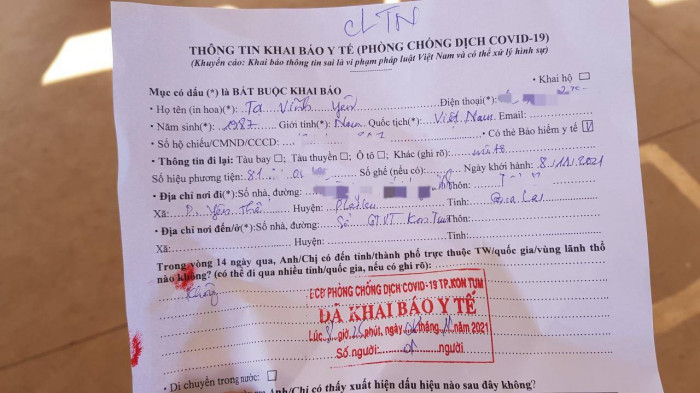 CLTN
THÔNG TIN KHAI BÁO Y TẾ (PHÒNG CHỐNG DỊCH COVID-19)
(Khuyến cáo: Khai báo thông tin sai là vi phạm pháp luật Việt Nam và có thể xử lý hình sự)
• Khai hộ
Mục có dấu (*) là BẮT BUỘC KHAI BÁO
• Họ tên (in hoa)(*): Tạ Vĩnh Yên Điện thoại(*):
• Năm sinh(*): 1987 Giới tính(*): Nam Quốc tịch(*): Việt Nam Email:
• Số hộ chiếu/CMND/CCCD: • Có thẻ Bảo hiểm y tế
• Thông tin đi lại: Tàu bay Tàu thuyền Ô tô Khác (ghi rõ):
Số hiệu phương tiện: 81 Số ghế (nếu có): Ngày khởi hành: 8/11/2021
• Địa chỉ nơi đi(*): Số nhà, đường: Thôn:
Xã: P. Yên Thế Huyện: Pleiku Tỉnh: Gia Lai
• Địa chỉ nơi đến/ở(*): Số nhà, đường: Sở GTVT Kon Tum Thôn:
Xã: Huyện: Tỉnh:
Trong vòng 14 ngày qua, Anh/Chị có đến tỉnh/thành phố trực thuộc TW/quốc gia/vùng lãnh thổ
nào không? (có thể đi qua nhiều tỉnh/quốc gia, nếu có ghi rõ):
Không
BCĐ PHÒNG CHỐNG DỊCH COVID-19 TP.KON TUM
ĐÃ KHAI BÁO Y TẾ
Lúc giờ phút, ngày tháng năm 2021
Số người: 01 người
• Di chuyển trong nước:
Anh/Chị có thấy xuất hiện dấu hiệu nào sau đây không?